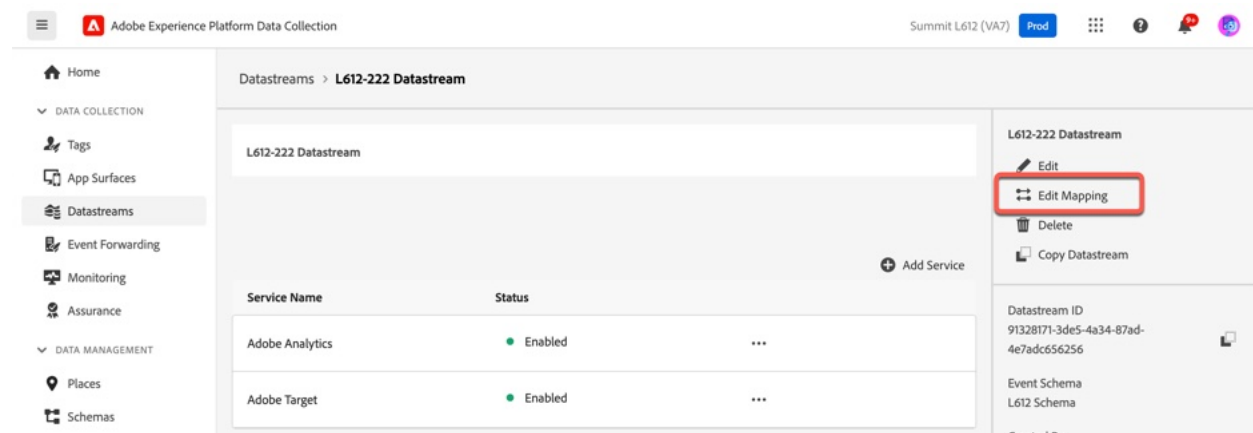 Adobe Experience Platform Data Collection
Summit L612 (VA7)
Prod
9+
Home
DATA COLLECTION
Tags
App Surfaces
Datastreams
Event Forwarding
Monitoring
Assurance
DATA MANAGEMENT
Places
Schemas
Datastreams > L612-222 Datastream
L612-222 Datastream
Add Service
Service Name Status
Adobe Analytics Enabled
Adobe Target Enabled
L612-222 Datastream
Edit
Edit Mapping
Delete
Copy Datastream
Datastream ID
91328171-3de5-4a34-87ad-
4e7adc656256
Event Schema
L612 Schema